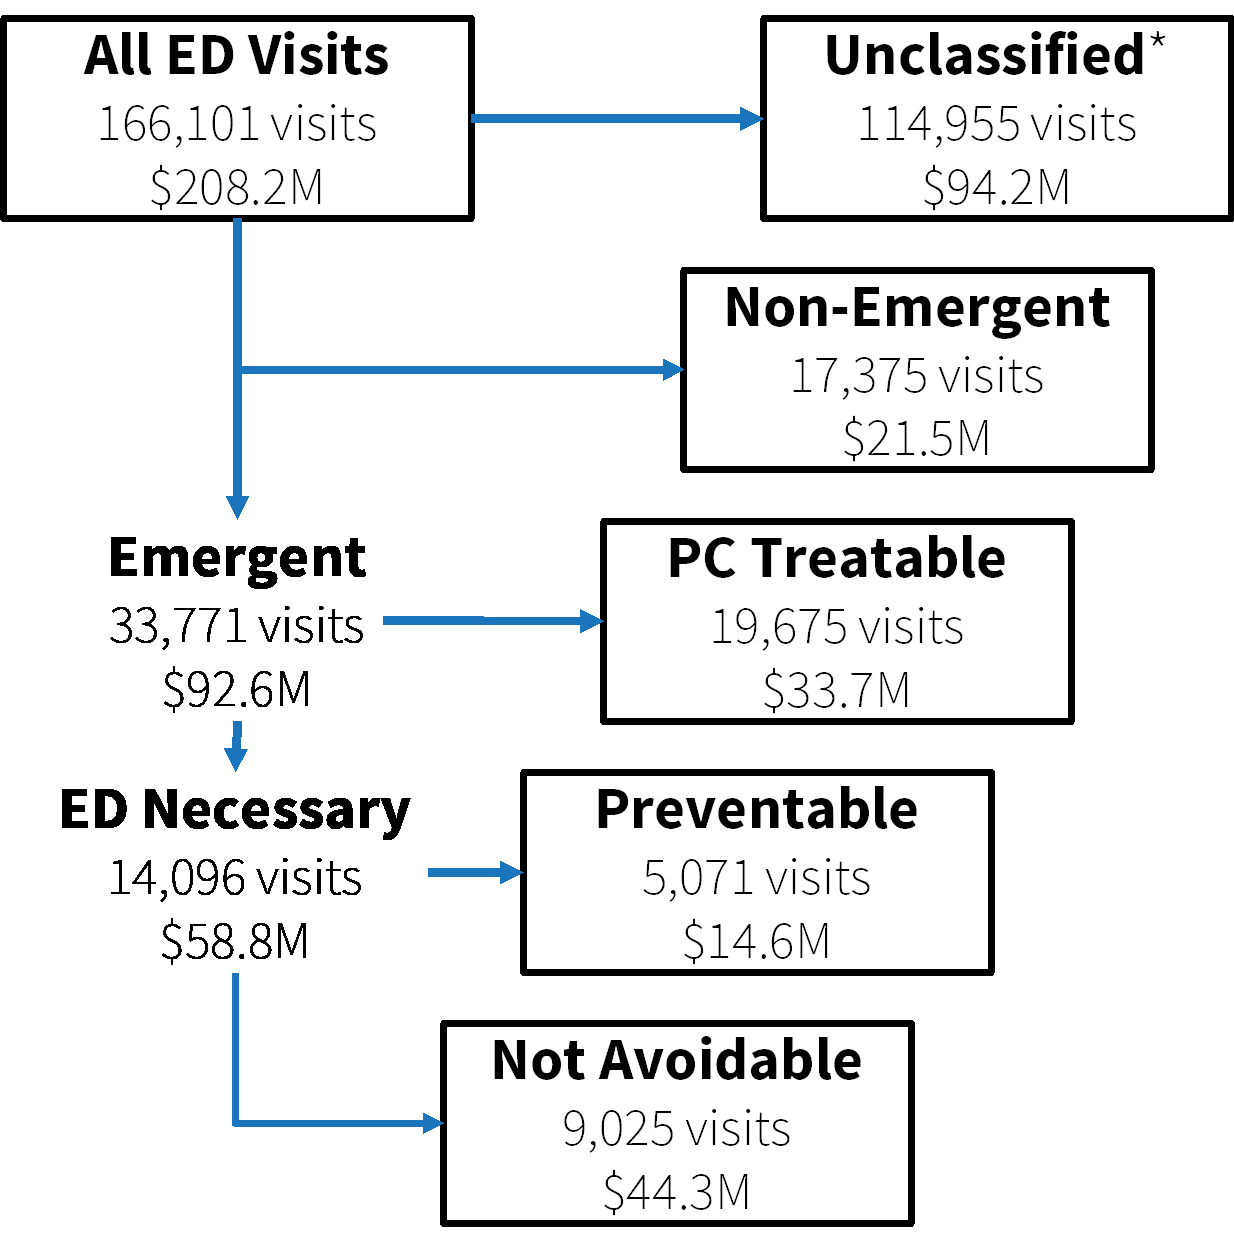 All ED Visits
166,101 visits
$208.2M
Unclassified*
114,955 visits
$94.2M
Non-Emergent
17,375 visits
$21.5M
Emergent
33,771 visits
$92.6M
PC Treatable
19,675 visits
$33.7M
ED Necessary
14,096 visits
$58.8M
Preventable
5,071 visits
$14.6M
Not Avoidable
9,025 visits
$44.3M